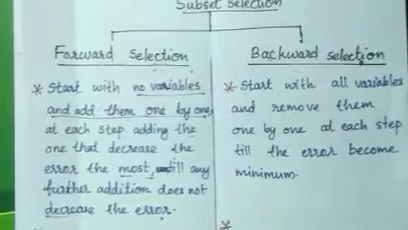 Subset Selection
Forward Selection
* Start with no variables
and add them one by one,
at each step adding the
one that decrease the
error the most, till any
further addition does not
decrease the error.
Backward selection
* Start with all variables
and remove them
one by one at each step
till the error become
minimum.
*